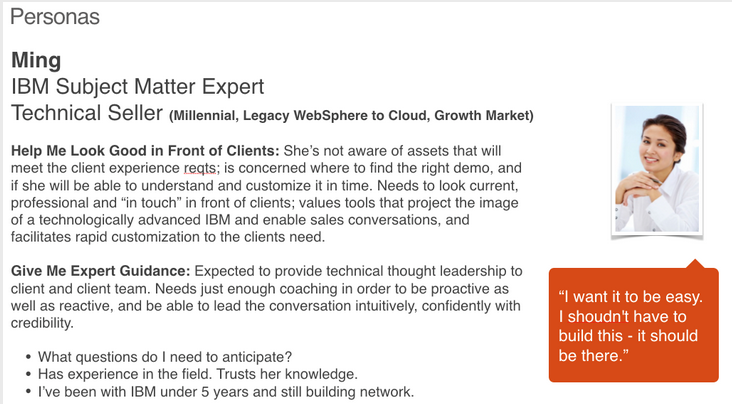 Personas
Ming
IBM Subject Matter Expert
Technical Seller (Millennial, Legacy WebSphere to Cloud, Growth Market)
Help Me Look Good in Front of Clients: She’s not aware of assets that will
meet the client experience reqts; is concerned where to find the right demo, and
if she will be able to understand and customize it in time. Needs to look current,
professional and “in touch” in front of clients; values tools that project the image
of a technologically advanced IBM and enable sales conversations, and
facilitates rapid customization to the clients need.
Give Me Expert Guidance: Expected to provide technical thought leadership to
client and client team. Needs just enough coaching in order to be proactive as
well as reactive, and be able to lead the conversation intuitively, confidently with
credibility.
• What questions do I need to anticipate?
• Has experience in the field. Trusts her knowledge.
• I’ve been with IBM under 5 years and still building network.
“I want it to be easy.
I shoudn't have to
build this - it should
be there.”